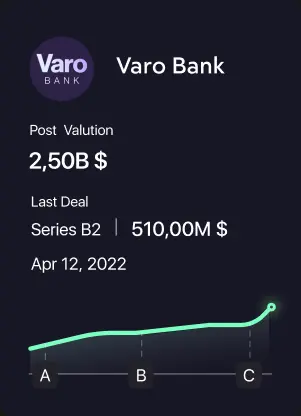 Varo
BANK
Varo Bank
Post Valution
2,50B $
Last Deal
Series B2 | 510,00M $
Apr 12, 2022
A B C